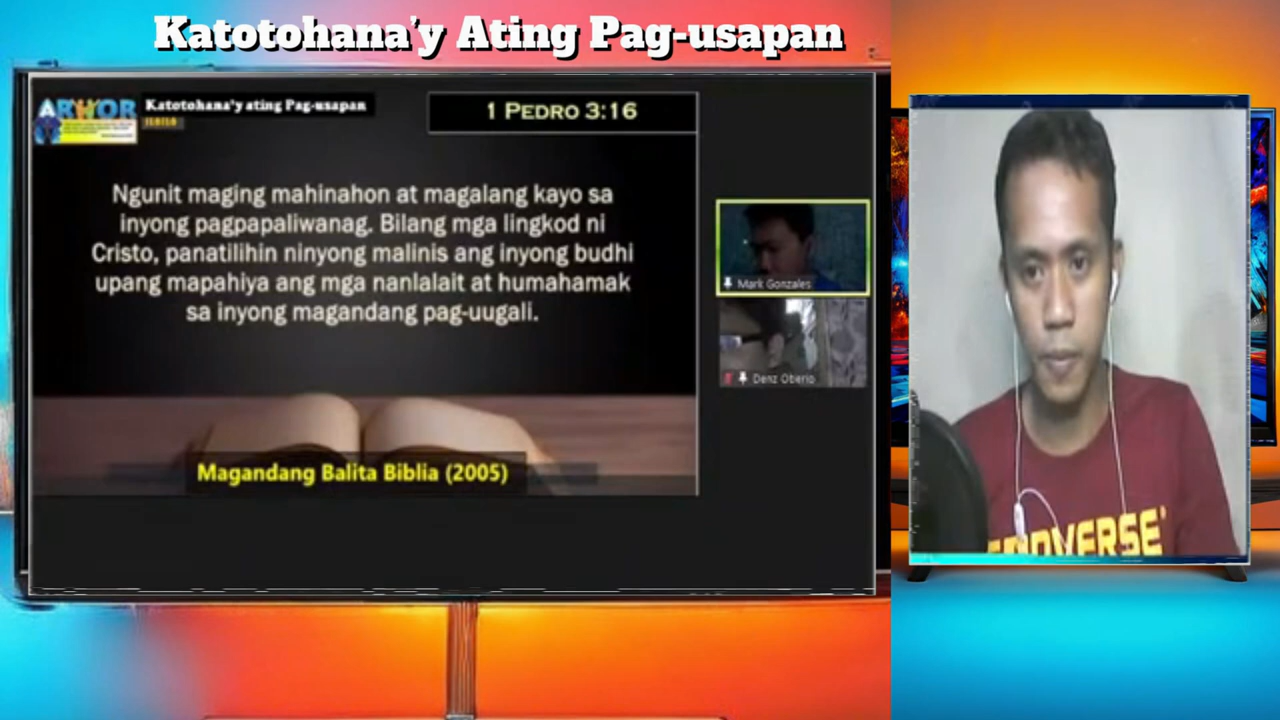 Katotohana'y Ating Pag-usapan
ARWOR
Katotohana'y ating Pag-usapan
1 PEDRO 3:16
Ngunit maging mahinahon at magalang kayo sa
inyong pagpapaliwanag. Bilang mga lingkod ni
Cristo, panatilihin ninyong malinis ang inyong budhi
upang mapahiya ang mga nanlalait at humahamak
sa inyong magandang pag-uugali.
Magandang Balita Biblia (2005)
Mark Gonzales
Denz Oberio